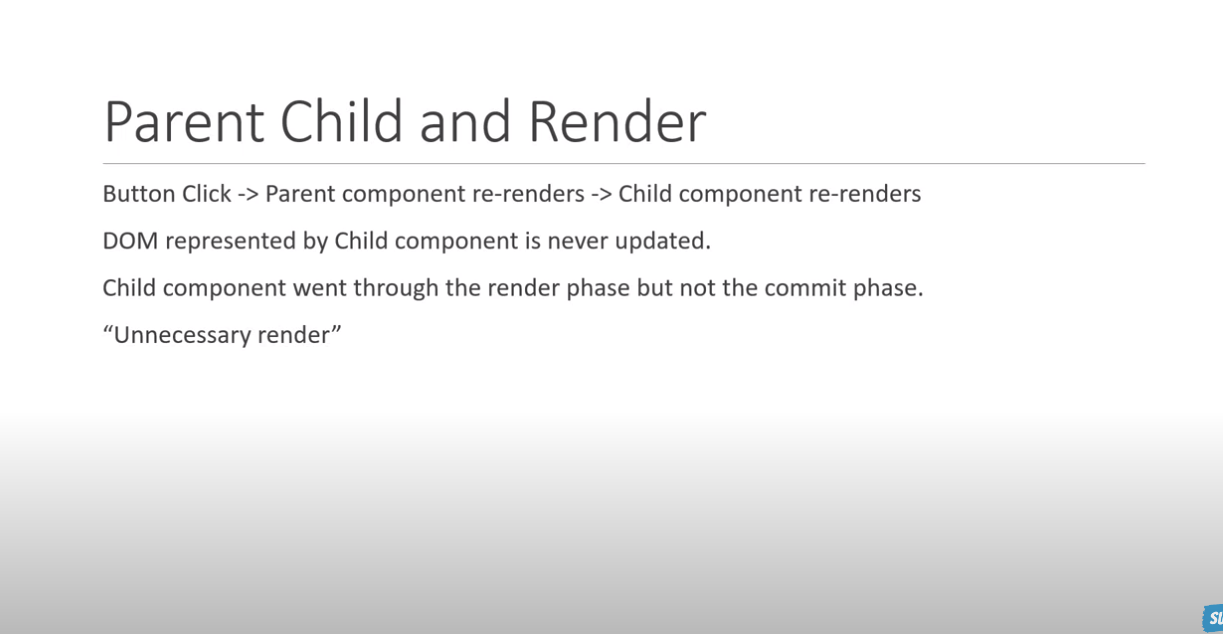 Parent Child and Render
Button Click -> Parent component re-renders -> Child component re-renders
DOM represented by Child component is never updated.
Child component went through the render phase but not the commit phase.
“Unnecessary render”